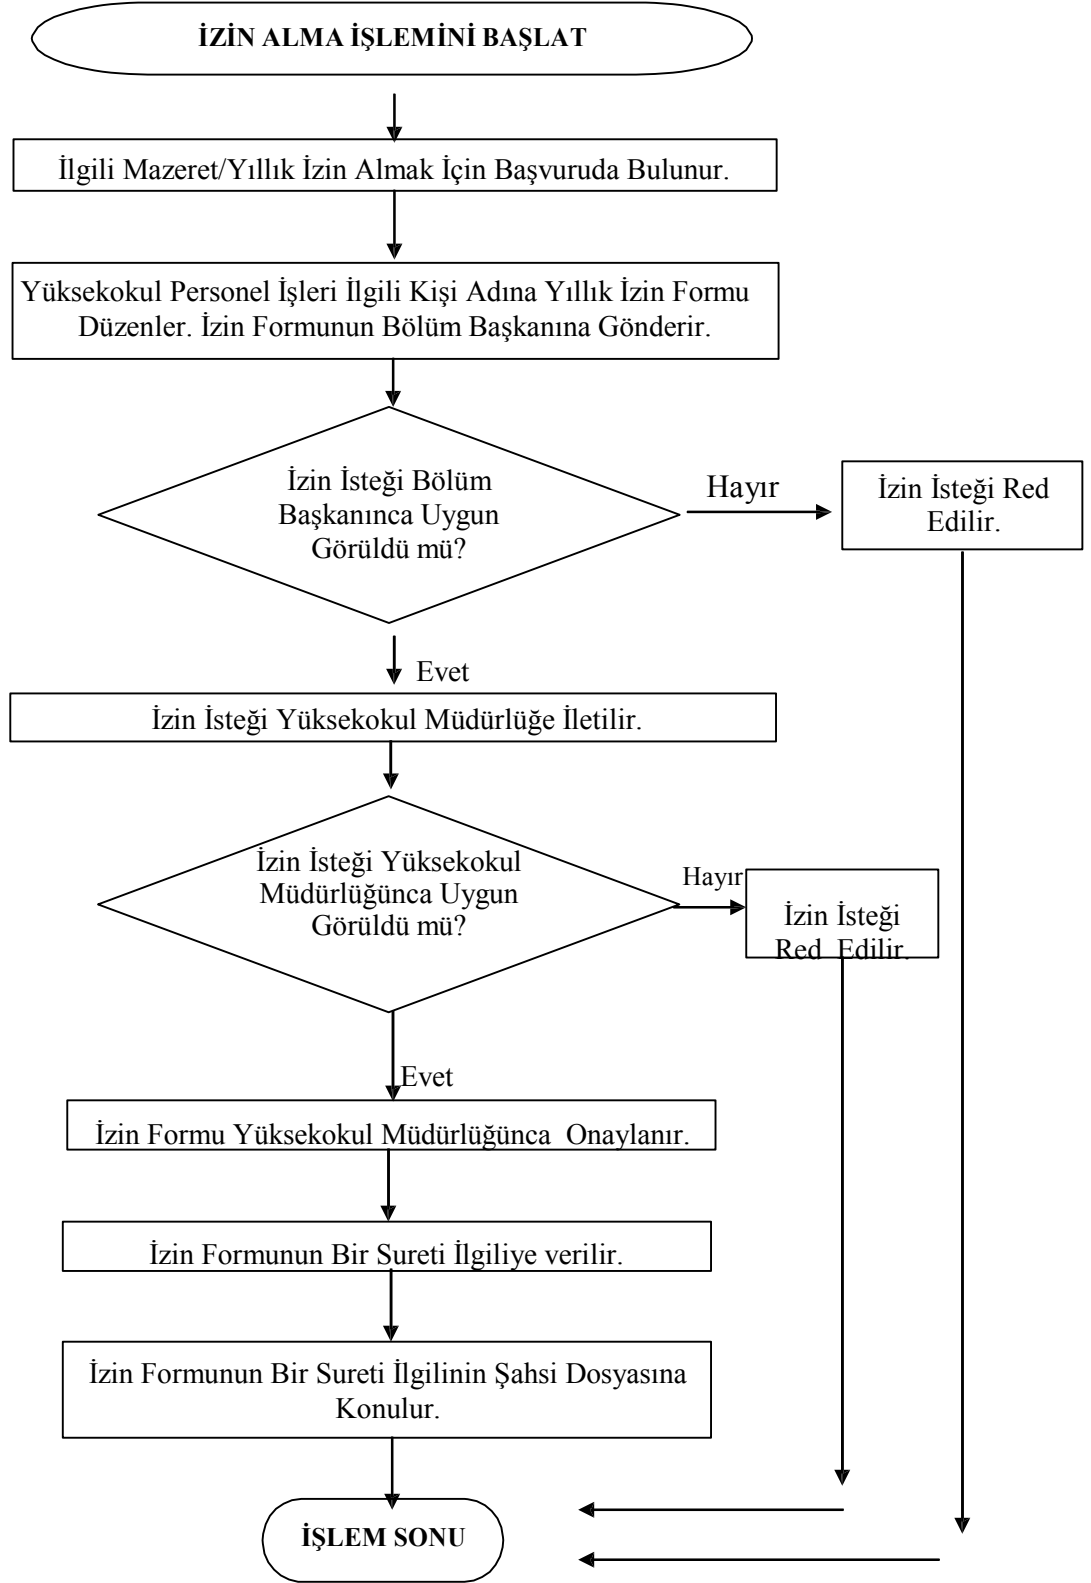 İZİN ALMA İŞLEMİNİ BAŞLAT
İlgili Mazeret/Yıllık İzin Almak İçin Başvuruda Bulunur.
Yüksekokul Personel İşleri İlgili Kişi Adına Yıllık İzin Formu
Düzenler. İzin Formunun Bölüm Başkanına Gönderir.
İzin İsteği Bölüm
Başkanınca Uygun
Görüldü mü?
Hayır
İzin İsteği Red
Edilir.
Evet
İzin İsteği Yüksekokul Müdürlüğe İletilir.
İzin İsteği Yüksekokul
Müdürlüğünca Uygun
Görüldü mü?
Hayır
İzin İsteği
Red Edilir.
Evet
İzin Formu Yüksekokul Müdürlüğünca Onaylanır.
İzin Formunun Bir Sureti İlgiliye verilir.
İzin Formunun Bir Sureti İlgilinin Şahsi Dosyasına
Konulur.
İŞLEM SONU